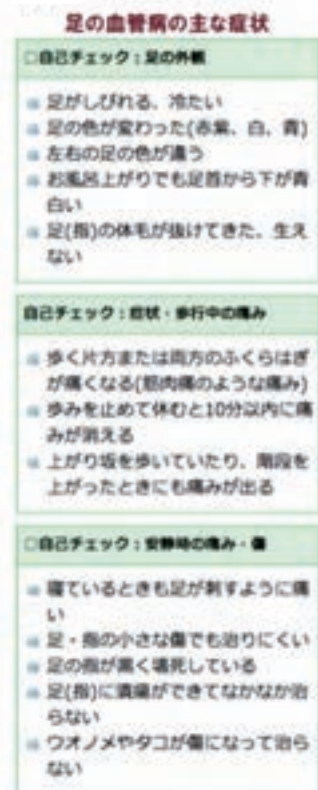 足の血管病の主な症状
□自己チェック：足の外観
足がしびれる、冷たい
足の色が変わった(赤紫、白、青)
左右の足の色が違う
お風呂上がりでも足首から下が青
白い
足(指)の体毛が抜けてきた、生え
ない
自己チェック：症状・歩行中の痛み
歩く片方または両方のふくらはぎ
が痛くなる(筋肉痛のような痛み)
歩みを止めて休むと10分以内に痛
みが消える
上がり坂を歩いていたり、階段を
上がったときにも痛みが出る
□自己チェック：安静時の痛み・傷
寝ているときも足が刺すように痛
い
足・指の小さな傷でも治りにくい
足の指が黒く壊死している
足(指)に潰瘍ができてなかなか治
らない
ウオノメやタコが傷になって治ら
ない